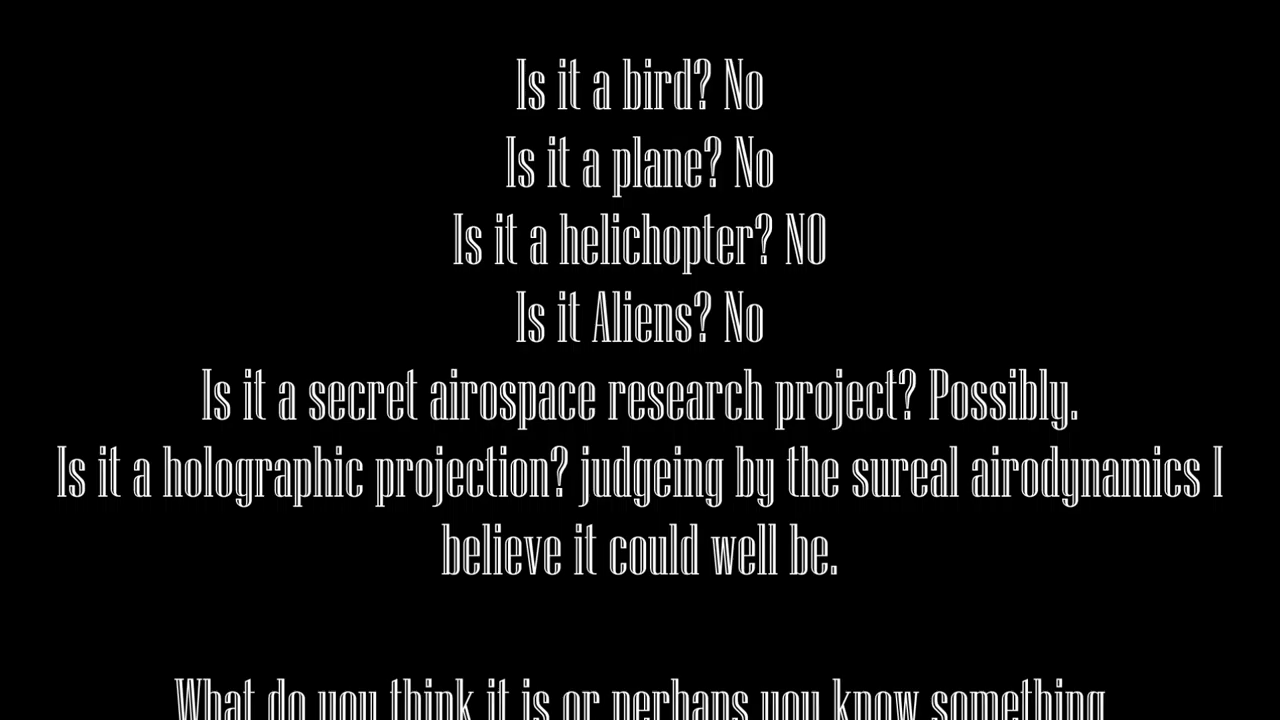 Is it a bird? No
Is it a plane? No
Is it a helichopter? NO
Is it Aliens? No
Is it a secret airospace research project? Possibly.
Is it a holographic projection? judgeing by the sureal airodynamics I
believe it could well be.
What do you think it is or perhaps you know something